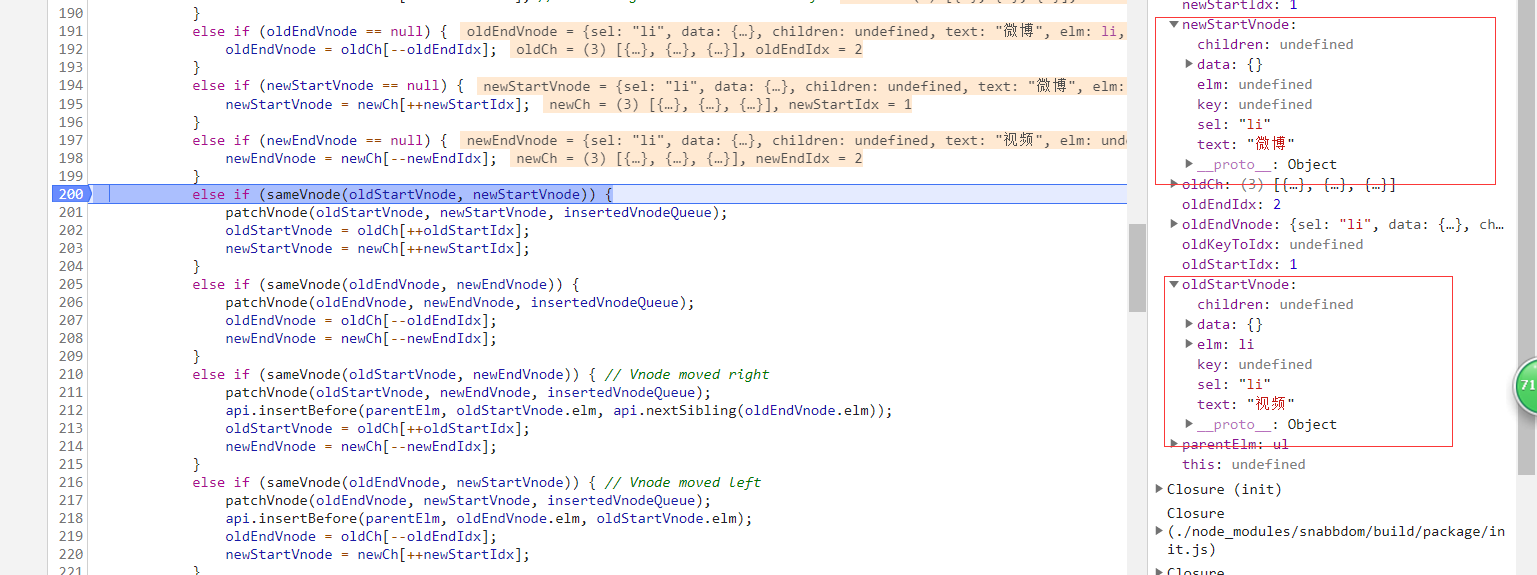 190 }
191 else if (oldEndVnode == null) { oldEndVnode = {sel: "li", data: {…}, children: undefined, text: "微博", elm: li,
192 oldEndVnode = oldCh[--oldEndIdx]; oldCh = (3) [{…}, {…}, {…}], oldEndIdx = 2
193 }
194 else if (newStartVnode == null) { newStartVnode = {sel: "li", data: {…}, children: undefined, text: "微博", elm:
195 newStartVnode = newCh[++newStartIdx]; newCh = (3) [{…}, {…}, {…}], newStartIdx = 1
196 }
197 else if (newEndVnode == null) { newEndVnode = {sel: "li", data: {…}, children: undefined, text: "视频", elm: und
198 newEndVnode = newCh[--newEndIdx]; newCh = (3) [{…}, {…}, {…}], newEndIdx = 2
199 }
200 else if (sameVnode(oldStartVnode, newStartVnode)) {
201 patchVnode(oldStartVnode, newStartVnode, insertedVnodeQueue);
202 oldStartVnode = oldCh[++oldStartIdx];
203 newStartVnode = newCh[++newStartIdx];
204 }
205 else if (sameVnode(oldEndVnode, newEndVnode)) {
206 patchVnode(oldEndVnode, newEndVnode, insertedVnodeQueue);
207 oldEndVnode = oldCh[--oldEndIdx];
208 newEndVnode = newCh[--newEndIdx];
209 }
210 else if (sameVnode(oldStartVnode, newEndVnode)) { // Vnode moved right
211 patchVnode(oldStartVnode, newEndVnode, insertedVnodeQueue);
212 api.insertBefore(parentElm, oldStartVnode.elm, api.nextSibling(oldEndVnode.elm));
213 oldStartVnode = oldCh[++oldStartIdx];
214 newEndVnode = newCh[--newEndIdx];
215 }
216 else if (sameVnode(oldEndVnode, newStartVnode)) { // Vnode moved left
217 patchVnode(oldEndVnode, newStartVnode, insertedVnodeQueue);
218 api.insertBefore(parentElm, oldEndVnode.elm, oldStartVnode.elm);
219 oldEndVnode = oldCh[--oldEndIdx];
220 newStartVnode = newCh[++newStartIdx];
221 }
newStartIdx: 1
newStartVnode:
children: undefined
data: {}
elm: undefined
key: undefined
sel: "li"
text: "微博"
__proto__: Object
oldCh: (3) [{…}, {…}, {…}]
oldEndIdx: 2
oldEndVnode: {sel: "li", data: {…}, ch…
oldKeyToIdx: undefined
oldStartIdx: 1
oldStartVnode:
children: undefined
data: {}
elm: li
key: undefined
sel: "li"
text: "视频"
__proto__: Object
parentElm: ul
this: undefined
Closure (init)
Closure
(./node_modules/snabbdom/build/package/in
it.js)
Closure
71